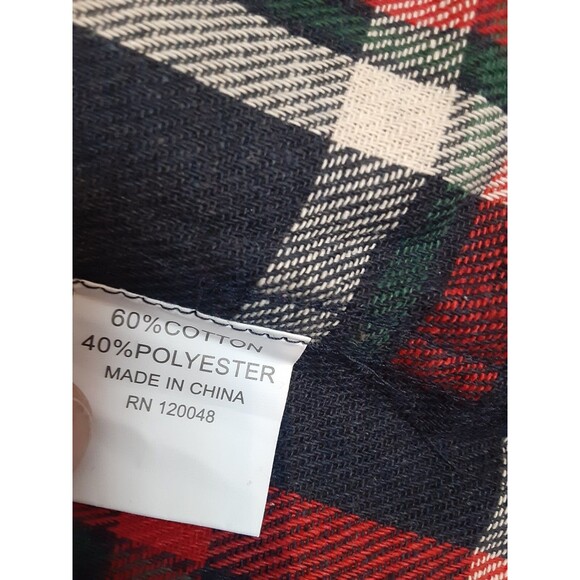 60%COTTON
40%POLYESTER
MADE IN CHINA
RN 120048